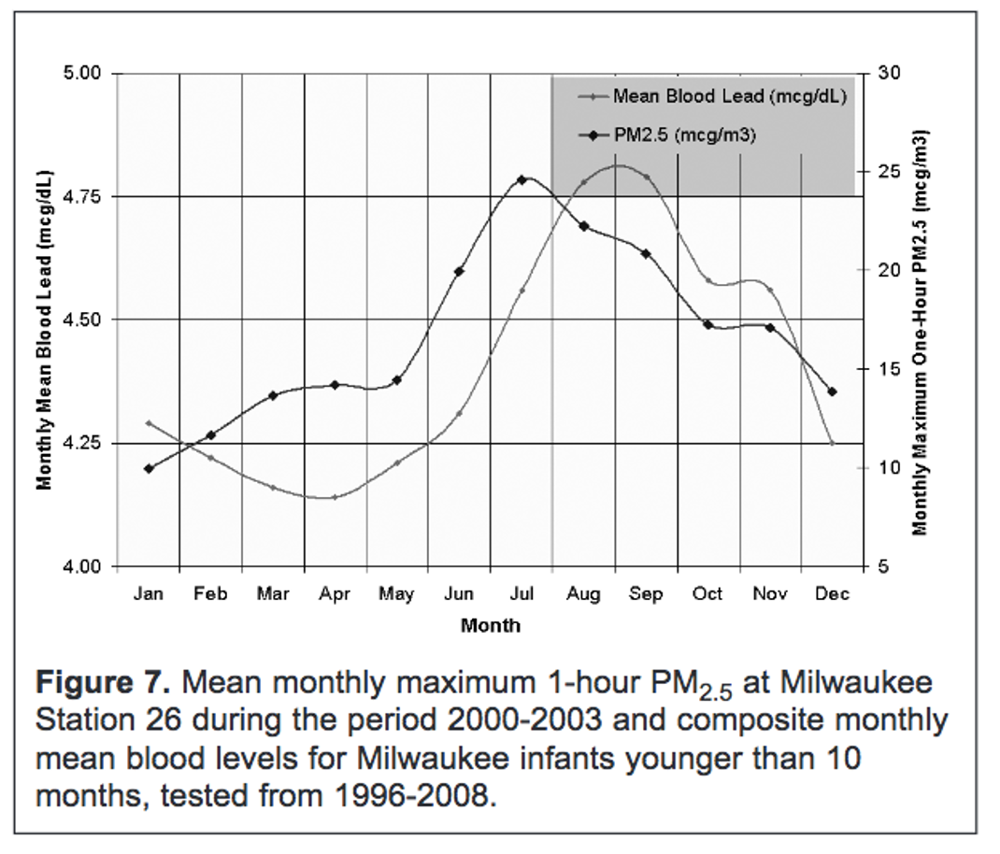 5.00
4.75
4.50
4.25
4.00
Monthly Mean Blood Lead (mcg/dL)
Mean Blood Lead (mcg/dL)
PM2.5 (mcg/m3)
30
25
20
15
10
5
Monthly Maximum One-Hour PM2.5 (mcg/m3)
Jan Feb Mar Apr May Jun Jul Aug Sep Oct Nov Dec
Month
Figure 7. Mean monthly maximum 1-hour PM2.5 at Milwaukee
Station 26 during the period 2000-2003 and composite monthly
mean blood levels for Milwaukee infants younger than 10
months, tested from 1996-2008.